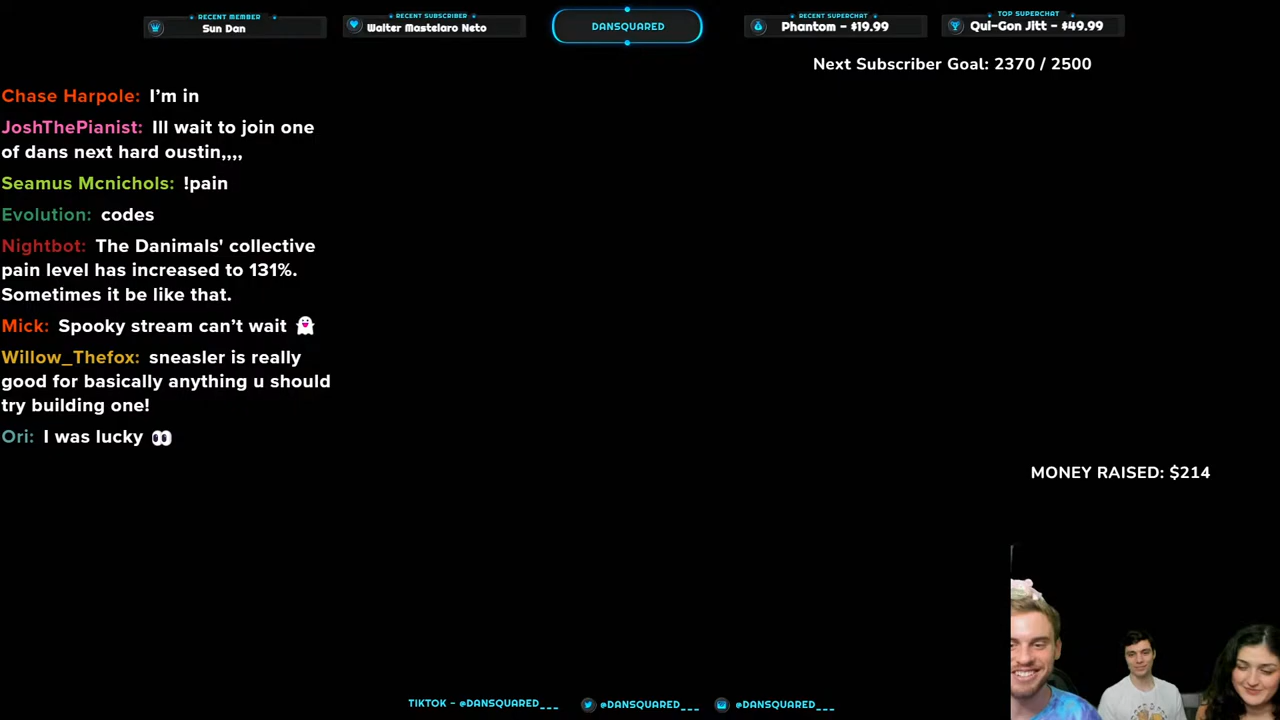 RECENT MEMBER
Sun Dan
RECENT SUBSCRIBER
Walter Mastelaro Neto
DANSQUARED
RECENT SUPERCHAT
Phantom - $19.99
TOP SUPERCHAT
Qui-Gon Jitt - $49.99
Next Subscriber Goal: 2370 / 2500
Chase Harpole: I’m in
JoshThePianist: Ill wait to join one
of dans next hard oustin,,,,
Seamus Mcnichols: !pain
Evolution: codes
Nightbot: The Danimals' collective
pain level has increased to 131%.
Sometimes it be like that.
Mick: Spooky stream can’t wait 👻
Willow_Thefox: sneasler is really
good for basically anything u should
try building one!
Ori: I was lucky 👀
MONEY RAISED: $214
TIKTOK - @DANSQUARED___
@DANSQUARED___
@DANSQUARED___